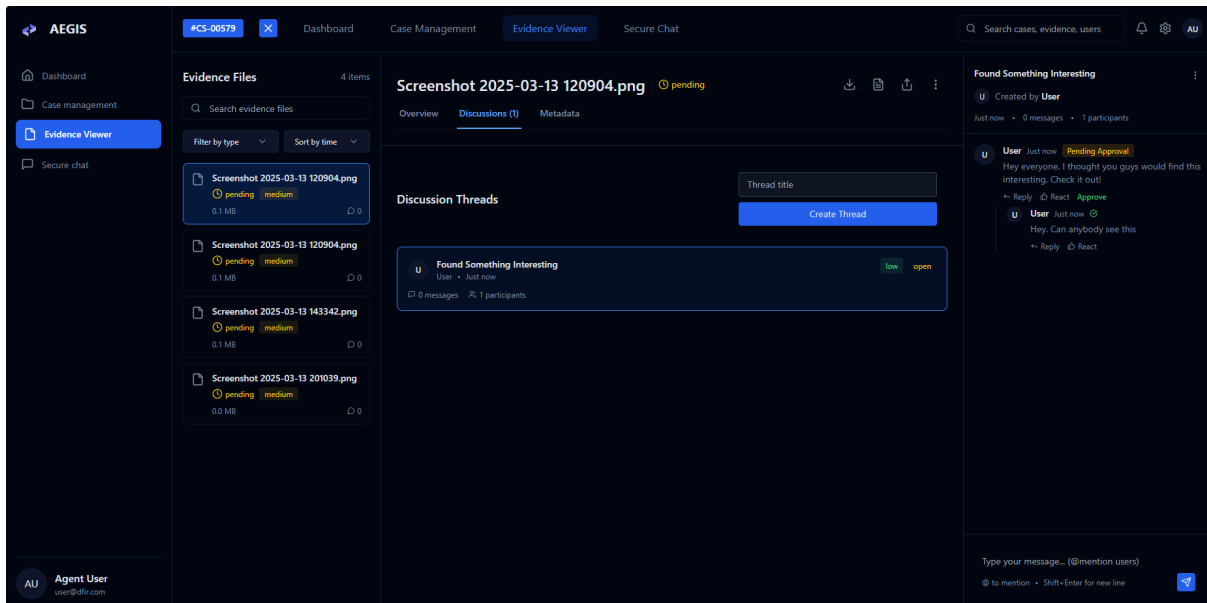 AEGIS
#CS-00579
Dashboard
Case Management
Evidence Viewer
Secure Chat
Search cases, evidence, users
AU
Dashboard
Case management
Evidence Viewer
Secure chat
AU
Agent User
user@dfir.com
Evidence Files
4 items
Search evidence files
Filter by type
Sort by time
Screenshot 2025-03-13 120904.png
pending medium
0.1 MB 0
Screenshot 2025-03-13 120904.png
pending medium
0.1 MB 0
Screenshot 2025-03-13 143342.png
pending medium
0.1 MB 0
Screenshot 2025-03-13 201039.png
pending medium
0.0 MB 0
Screenshot 2025-03-13 120904.png pending
Overview Discussions (1) Metadata
Discussion Threads
Thread title
Create Thread
U
Found Something Interesting
User • Just now
low open
0 messages 1 participants
Found Something Interesting
U Created by User
Just now • 0 messages • 1 participants
U User Just now Pending Approval
Hey everyone. I thought you guys would find this
interesting. Check it out!
Reply React Approve
U User Just now
Hey. Can anybody see this
Reply React
Type your message... (@mention users)
@ to mention • Shift+Enter for new line